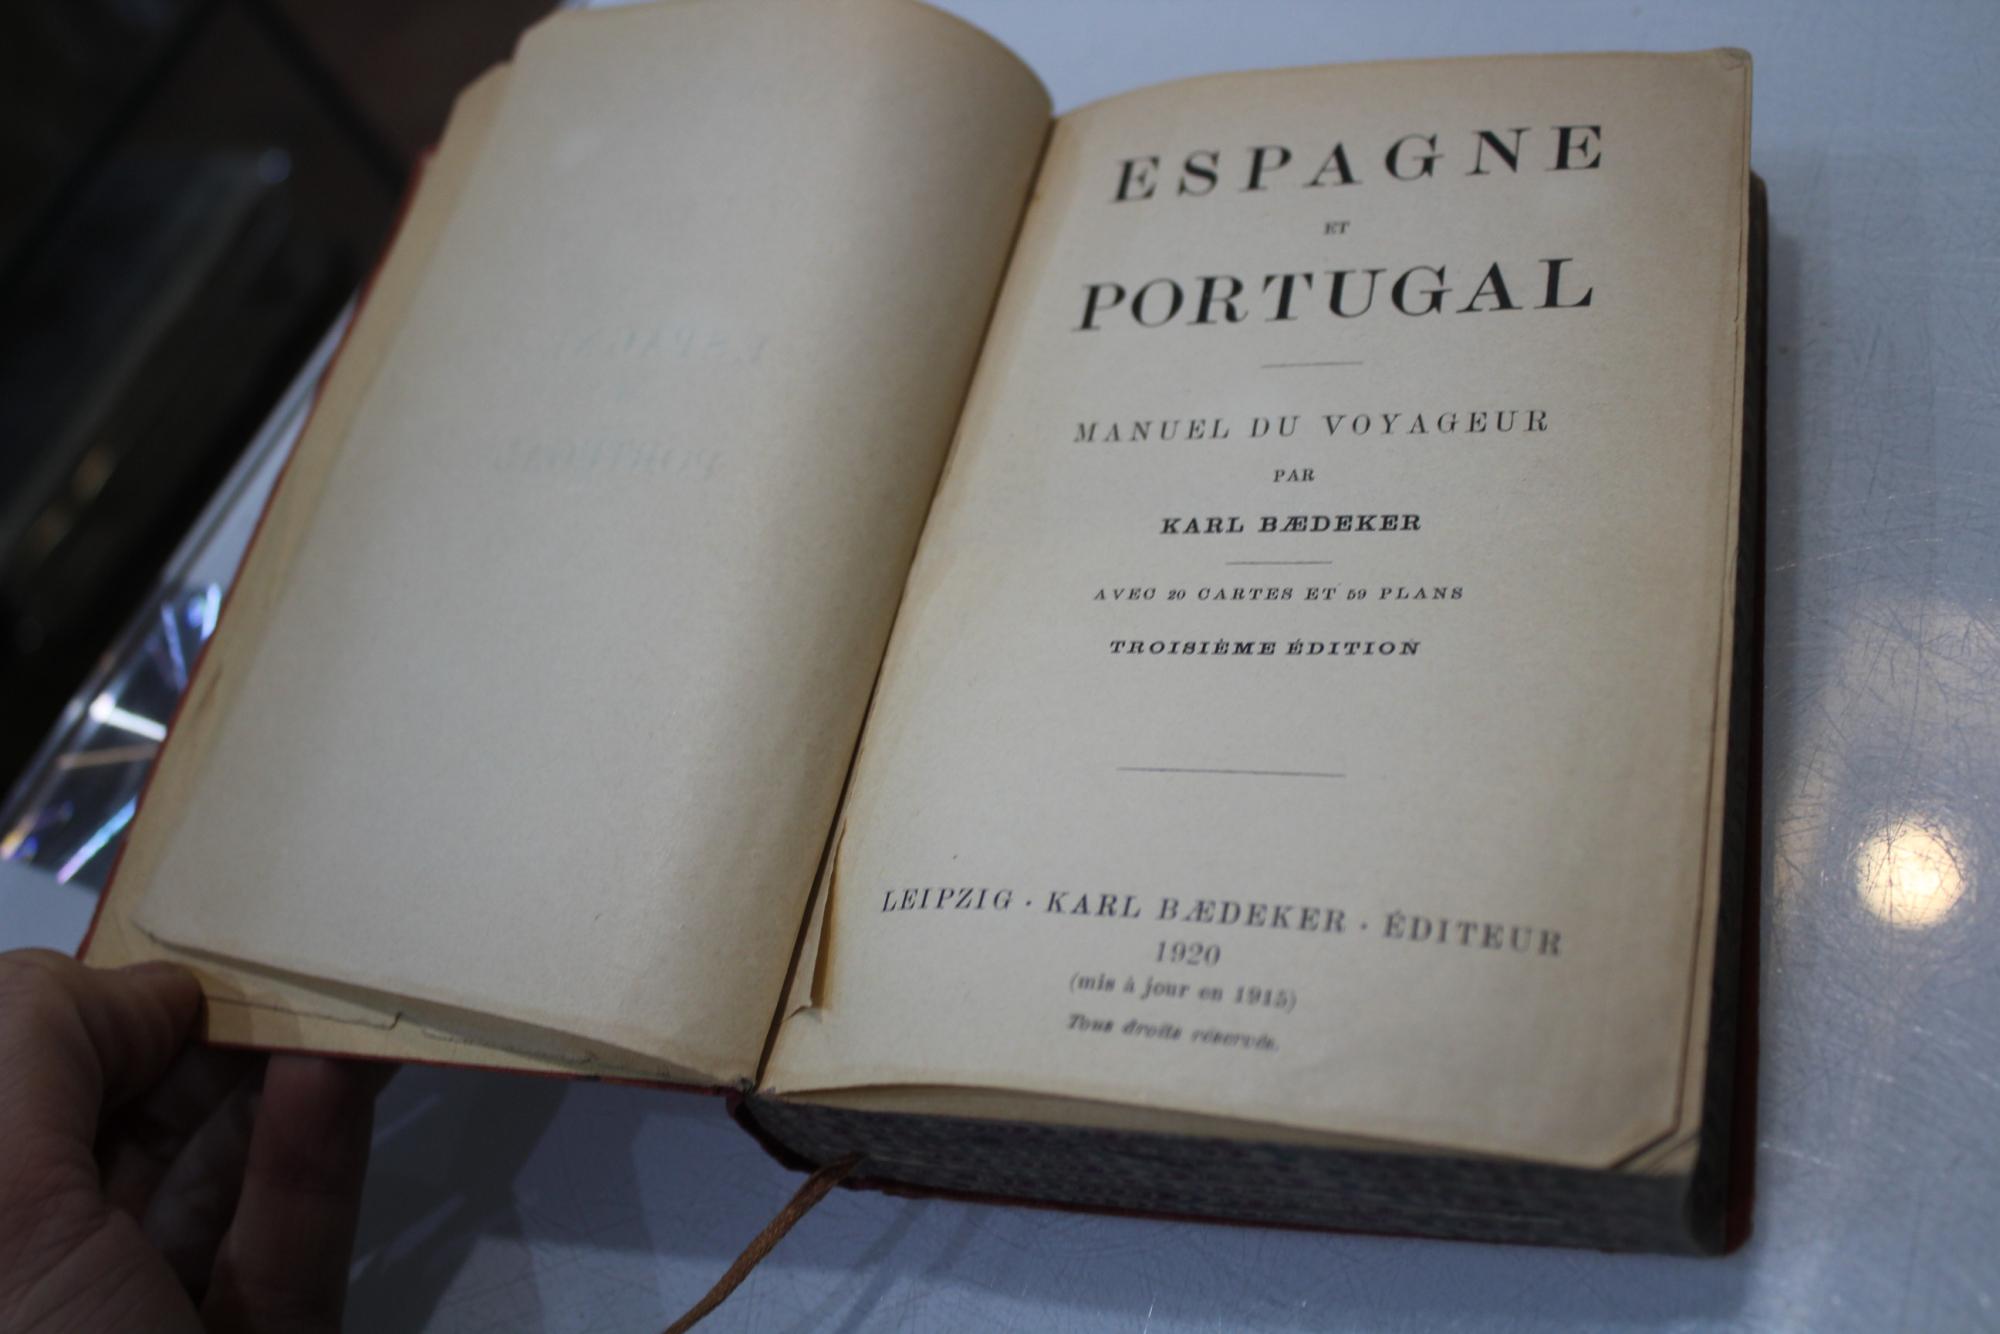 ESPAGNE
ET
PORTUGAL
MANUEL DU VOYAGEUR
PAR
KARL BÆDEKER
AVEC 20 CARTES ET 59 PLANS
TROISIÈME ÉDITION
LEIPZIG · KARL BÆDEKER · ÉDITEUR
1920
(mis à jour en 1915)
Tous droits réservés.